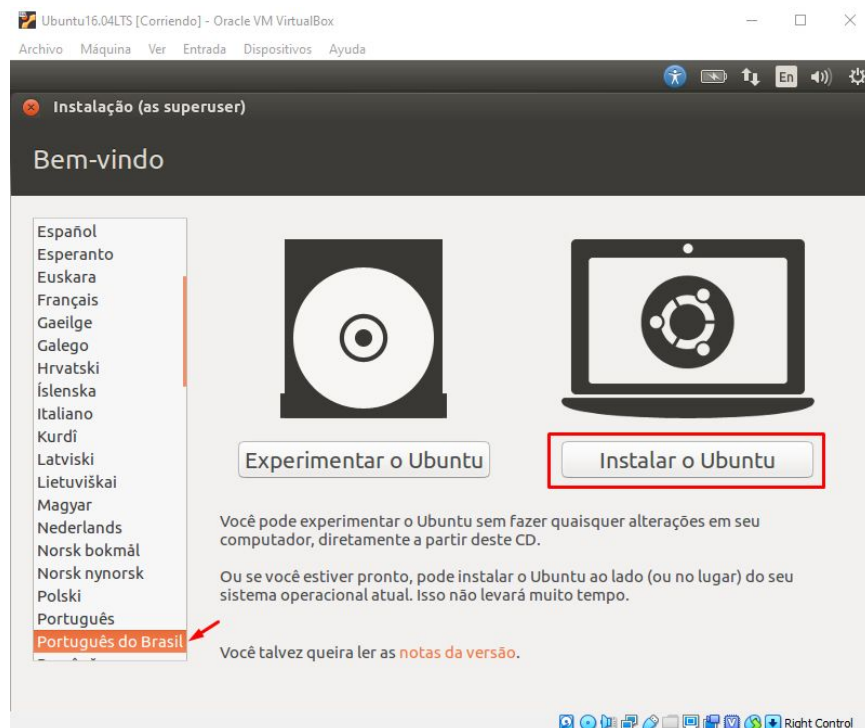 Ubuntu16.04LTS [Corriendo] - Oracle VM VirtualBox
Archivo Máquina Ver Entrada Dispositivos Ayuda
En
Instalação (as superuser)
Bem-vindo
Español
Esperanto
Euskara
Français
Gaeilge
Galego
Hrvatski
Íslenska
Italiano
Kurdî
Latviski
Lietuviškai
Magyar
Nederlands
Norsk bokmål
Norsk nynorsk
Polski
Português
Português do Brasil
Experimentar o Ubuntu
Instalar o Ubuntu
Você pode experimentar o Ubuntu sem fazer quaisquer alterações em seu
computador, diretamente a partir deste CD.
Ou se você estiver pronto, pode instalar o Ubuntu ao lado (ou no lugar) do seu
sistema operacional atual. Isso não levará muito tempo.
Você talvez queira ler as notas da versão.
Right Control